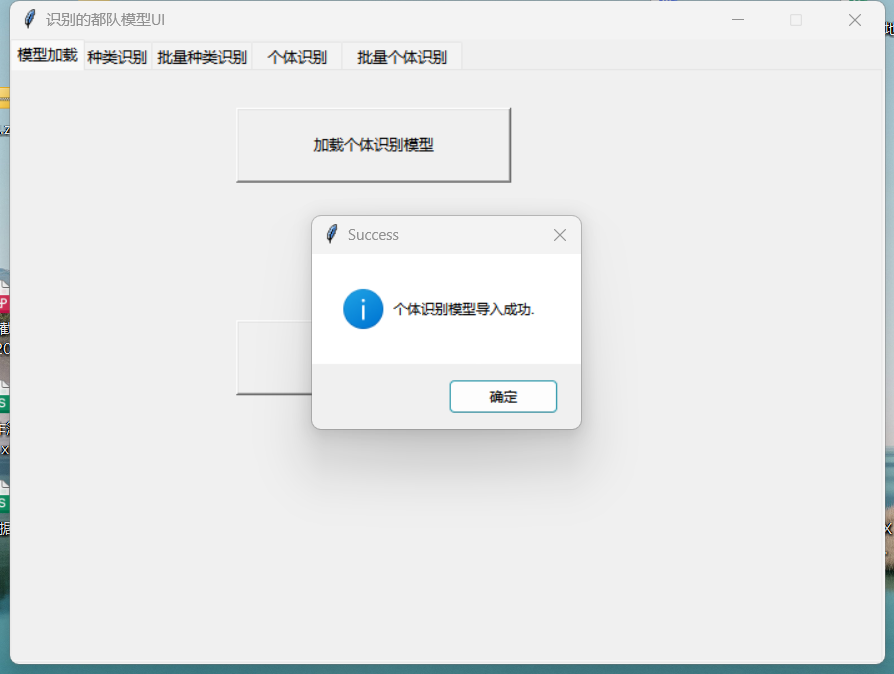 识别的都队模型UI
模型加载 种类识别 批量种类识别 个体识别 批量个体识别
加载个体识别模型
Success
个体识别模型导入成功.
确定